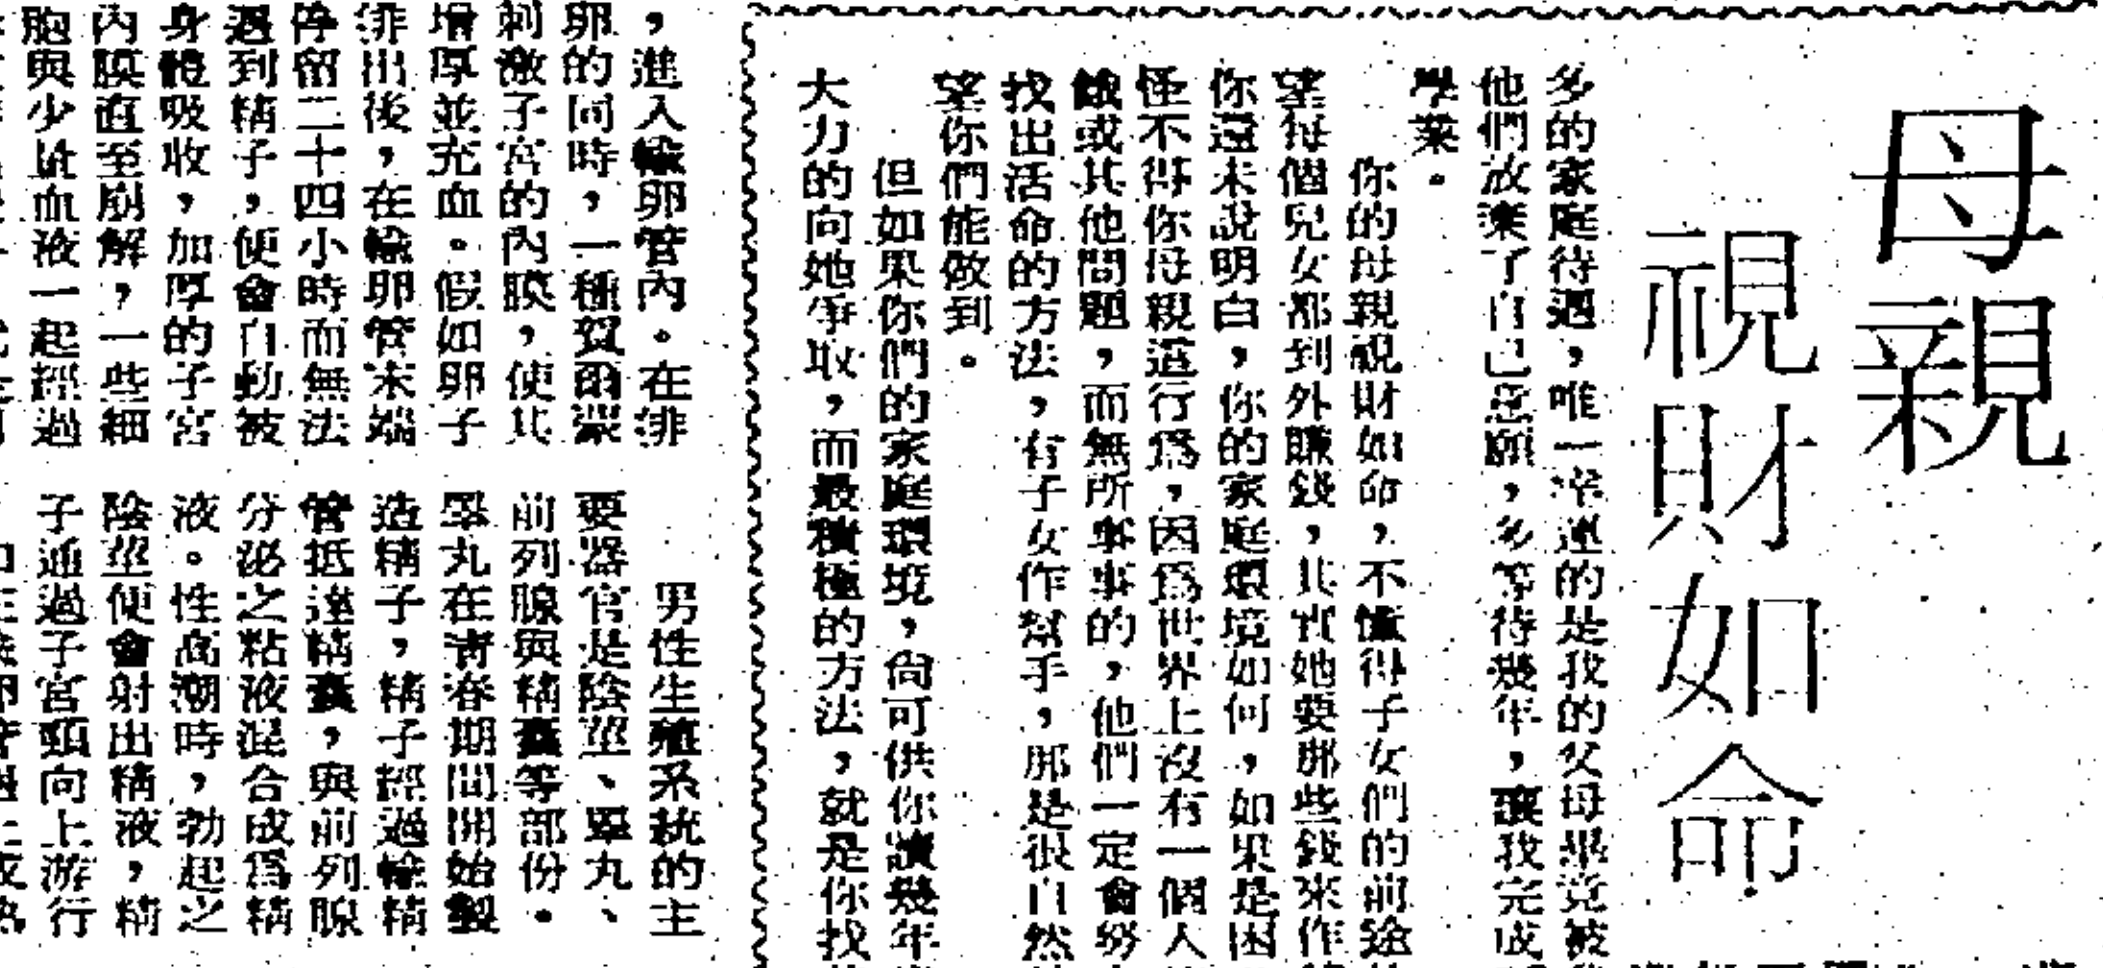 母親
視財如命
多的家庭待遇，唯一幸運的是我的父母畢竟被
他們放棄了自己意願，多等待幾年，讓我完成
學業。
你的母親視財如命，不懂得子女們的前途
望每個兒女都到外賺錢，其實她要那些錢來作
你還未說明白，你的家庭環境如何，如果是困
怪不得你母親這行為，因為世界上沒有一個人
餓或其他問題，而無所事事的，他們一定會努
找出活命的方法，有子女作幫手，那是很自然
望你們能做到。
但如果你們的家庭環境，尚可供你讀幾年
大力的向她爭取，而最積極的方法，就是你找
，進入輸卵管內。在排
卵的同時，一種賀爾蒙
刺激子宮的內膜，使其
增厚並充血。假如卵子
排出後，在輸卵管末端
停留二十四小時而無法
遇到精子，便會自動被
身體吸收，加厚的子宮
內膜直至崩解，一些細
胞與少量血液一起經過
男性生殖系統的主
要器官是陰莖、睪丸、
前列腺與精囊等部份。
睪丸在青春期間開始製
造精子，精子經過輸精
管抵達精囊，與前列腺
分泌之粘液混合成為精
液。性高潮時，勃起之
陰莖便會射出精液，精
子通過子宮頸向上游行